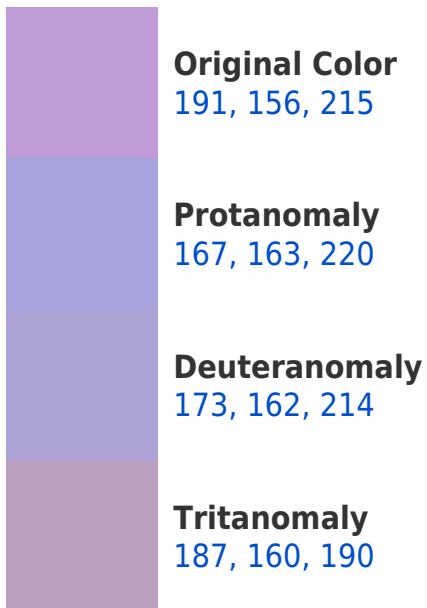 Original Color
191, 156, 215
Protanomaly
167, 163, 220
Deuteranomaly
173, 162, 214
Tritanomaly
187, 160, 190